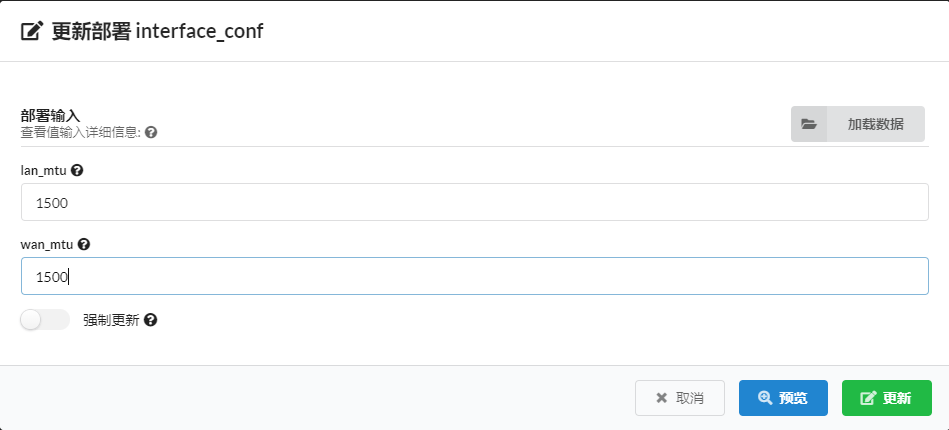 更新部署 interface_conf
部署输入
查看值输入详细信息:
加载数据
lan_mtu
1500
wan_mtu
1500
强制更新
取消
预览
更新